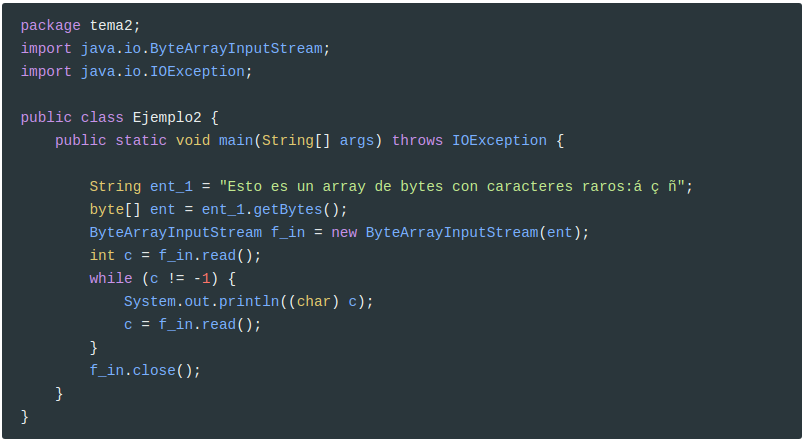 package tema2;
import java.io.ByteArrayInputStream;
import java.io.IOException;

public class Ejemplo2 {
    public static void main(String[] args) throws IOException {

        String ent_1 = "Esto es un array de bytes con caracteres raros:á ç ñ";
        byte[] ent = ent_1.getBytes();
        ByteArrayInputStream f_in = new ByteArrayInputStream(ent);
        int c = f_in.read();
        while (c != -1) {
            System.out.println((char) c);
            c = f_in.read();
        }
        f_in.close();
    }
}